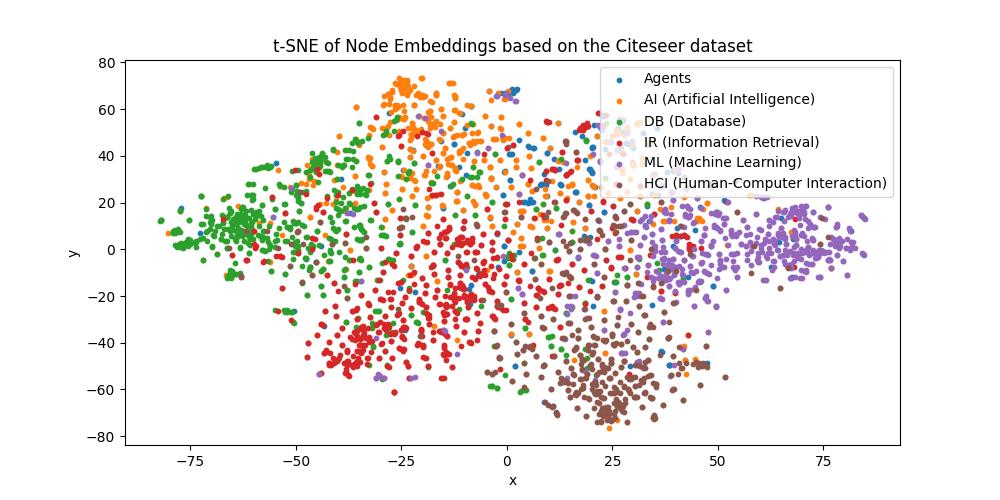 t-SNE of Node Embeddings based on the Citeseer dataset
80
60
40
20
0
−20
−40
−60
−80
y
Agents
AI (Artificial Intelligence)
DB (Database)
IR (Information Retrieval)
ML (Machine Learning)
HCI (Human-Computer Interaction)
−75
−50
−25
0
25
50
75
x